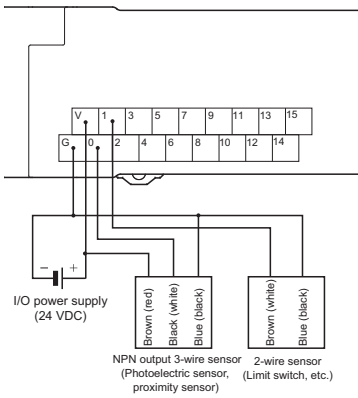 V 1 3 5 7 9 11 13 15
G 0 2 4 6 8 10 12 14
− +
I/O power supply
(24 VDC)
Brown (red)
Black (white)
Blue (black)
Brown (white)
Blue (black)
NPN output 3-wire sensor
(Photoelectric sensor,
proximity sensor)
2-wire sensor
(Limit switch, etc.)